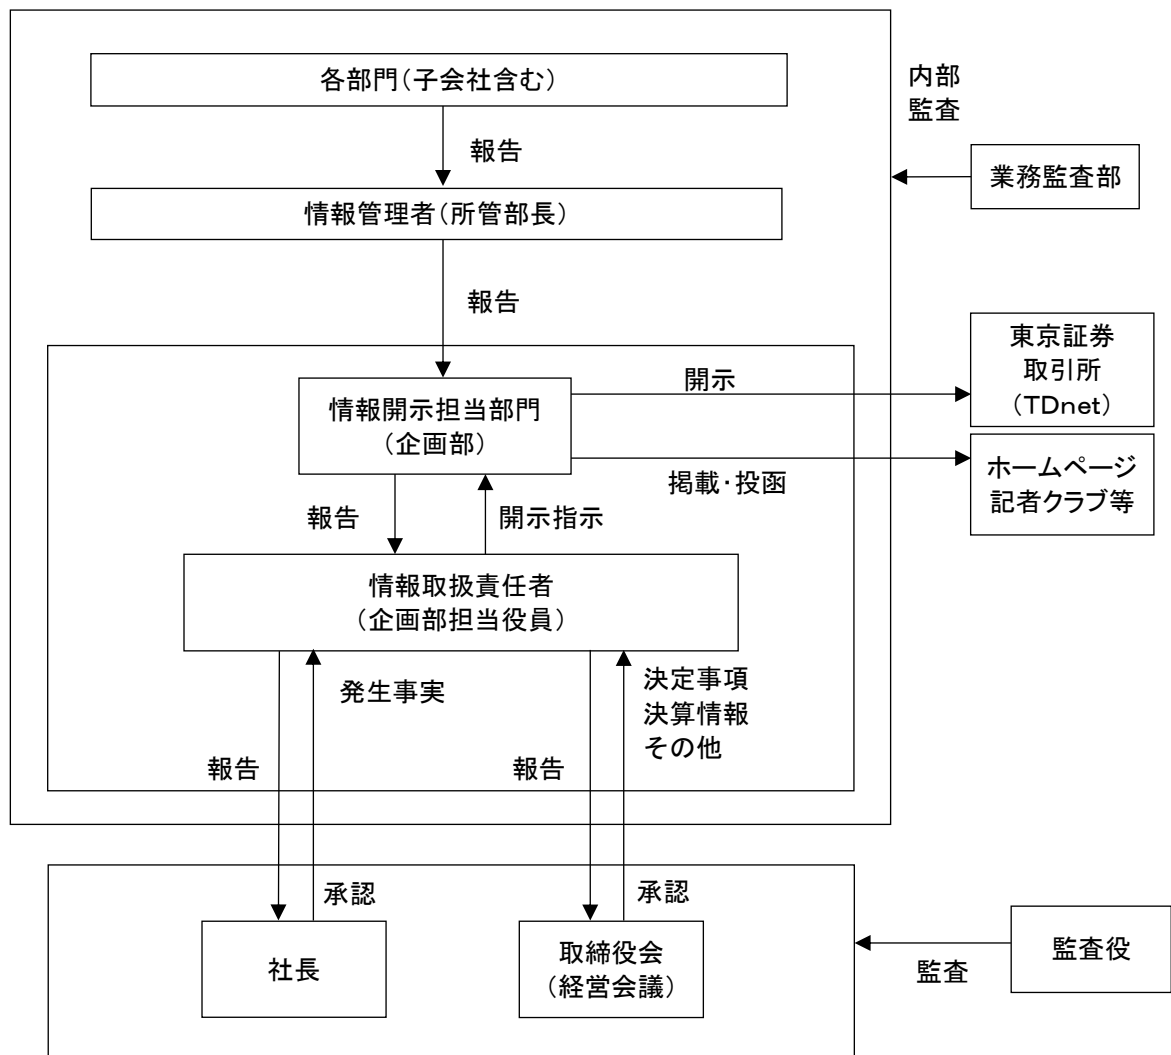 各部門（子会社含む）
内部
監査
報告
業務監査部
情報管理者（所管部長）
報告
東京証券
取引所
（TDnet）
開示
情報開示担当部門
（企画部）
ホームページ
記者クラブ等
掲載・投函
報告
開示指示
情報取扱責任者
（企画部担当役員）
発生事実
決定事項
決算情報
その他
報告
報告
承認
承認
社長
取締役会
（経営会議）
監査役
監査